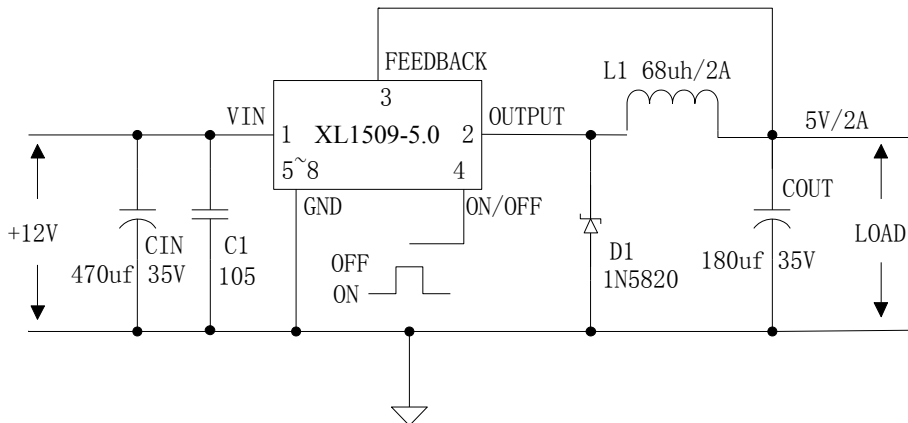 FEEDBACK
L1 68uh/2A
3
VIN
OUTPUT
5V/2A
1 XL1509-5.0 2
5~8 4
GND
ON/OFF
COUT
+12V
CIN
C1
470uf 35V
105
OFF
ON
D1
1N5820
180uf 35V
LOAD